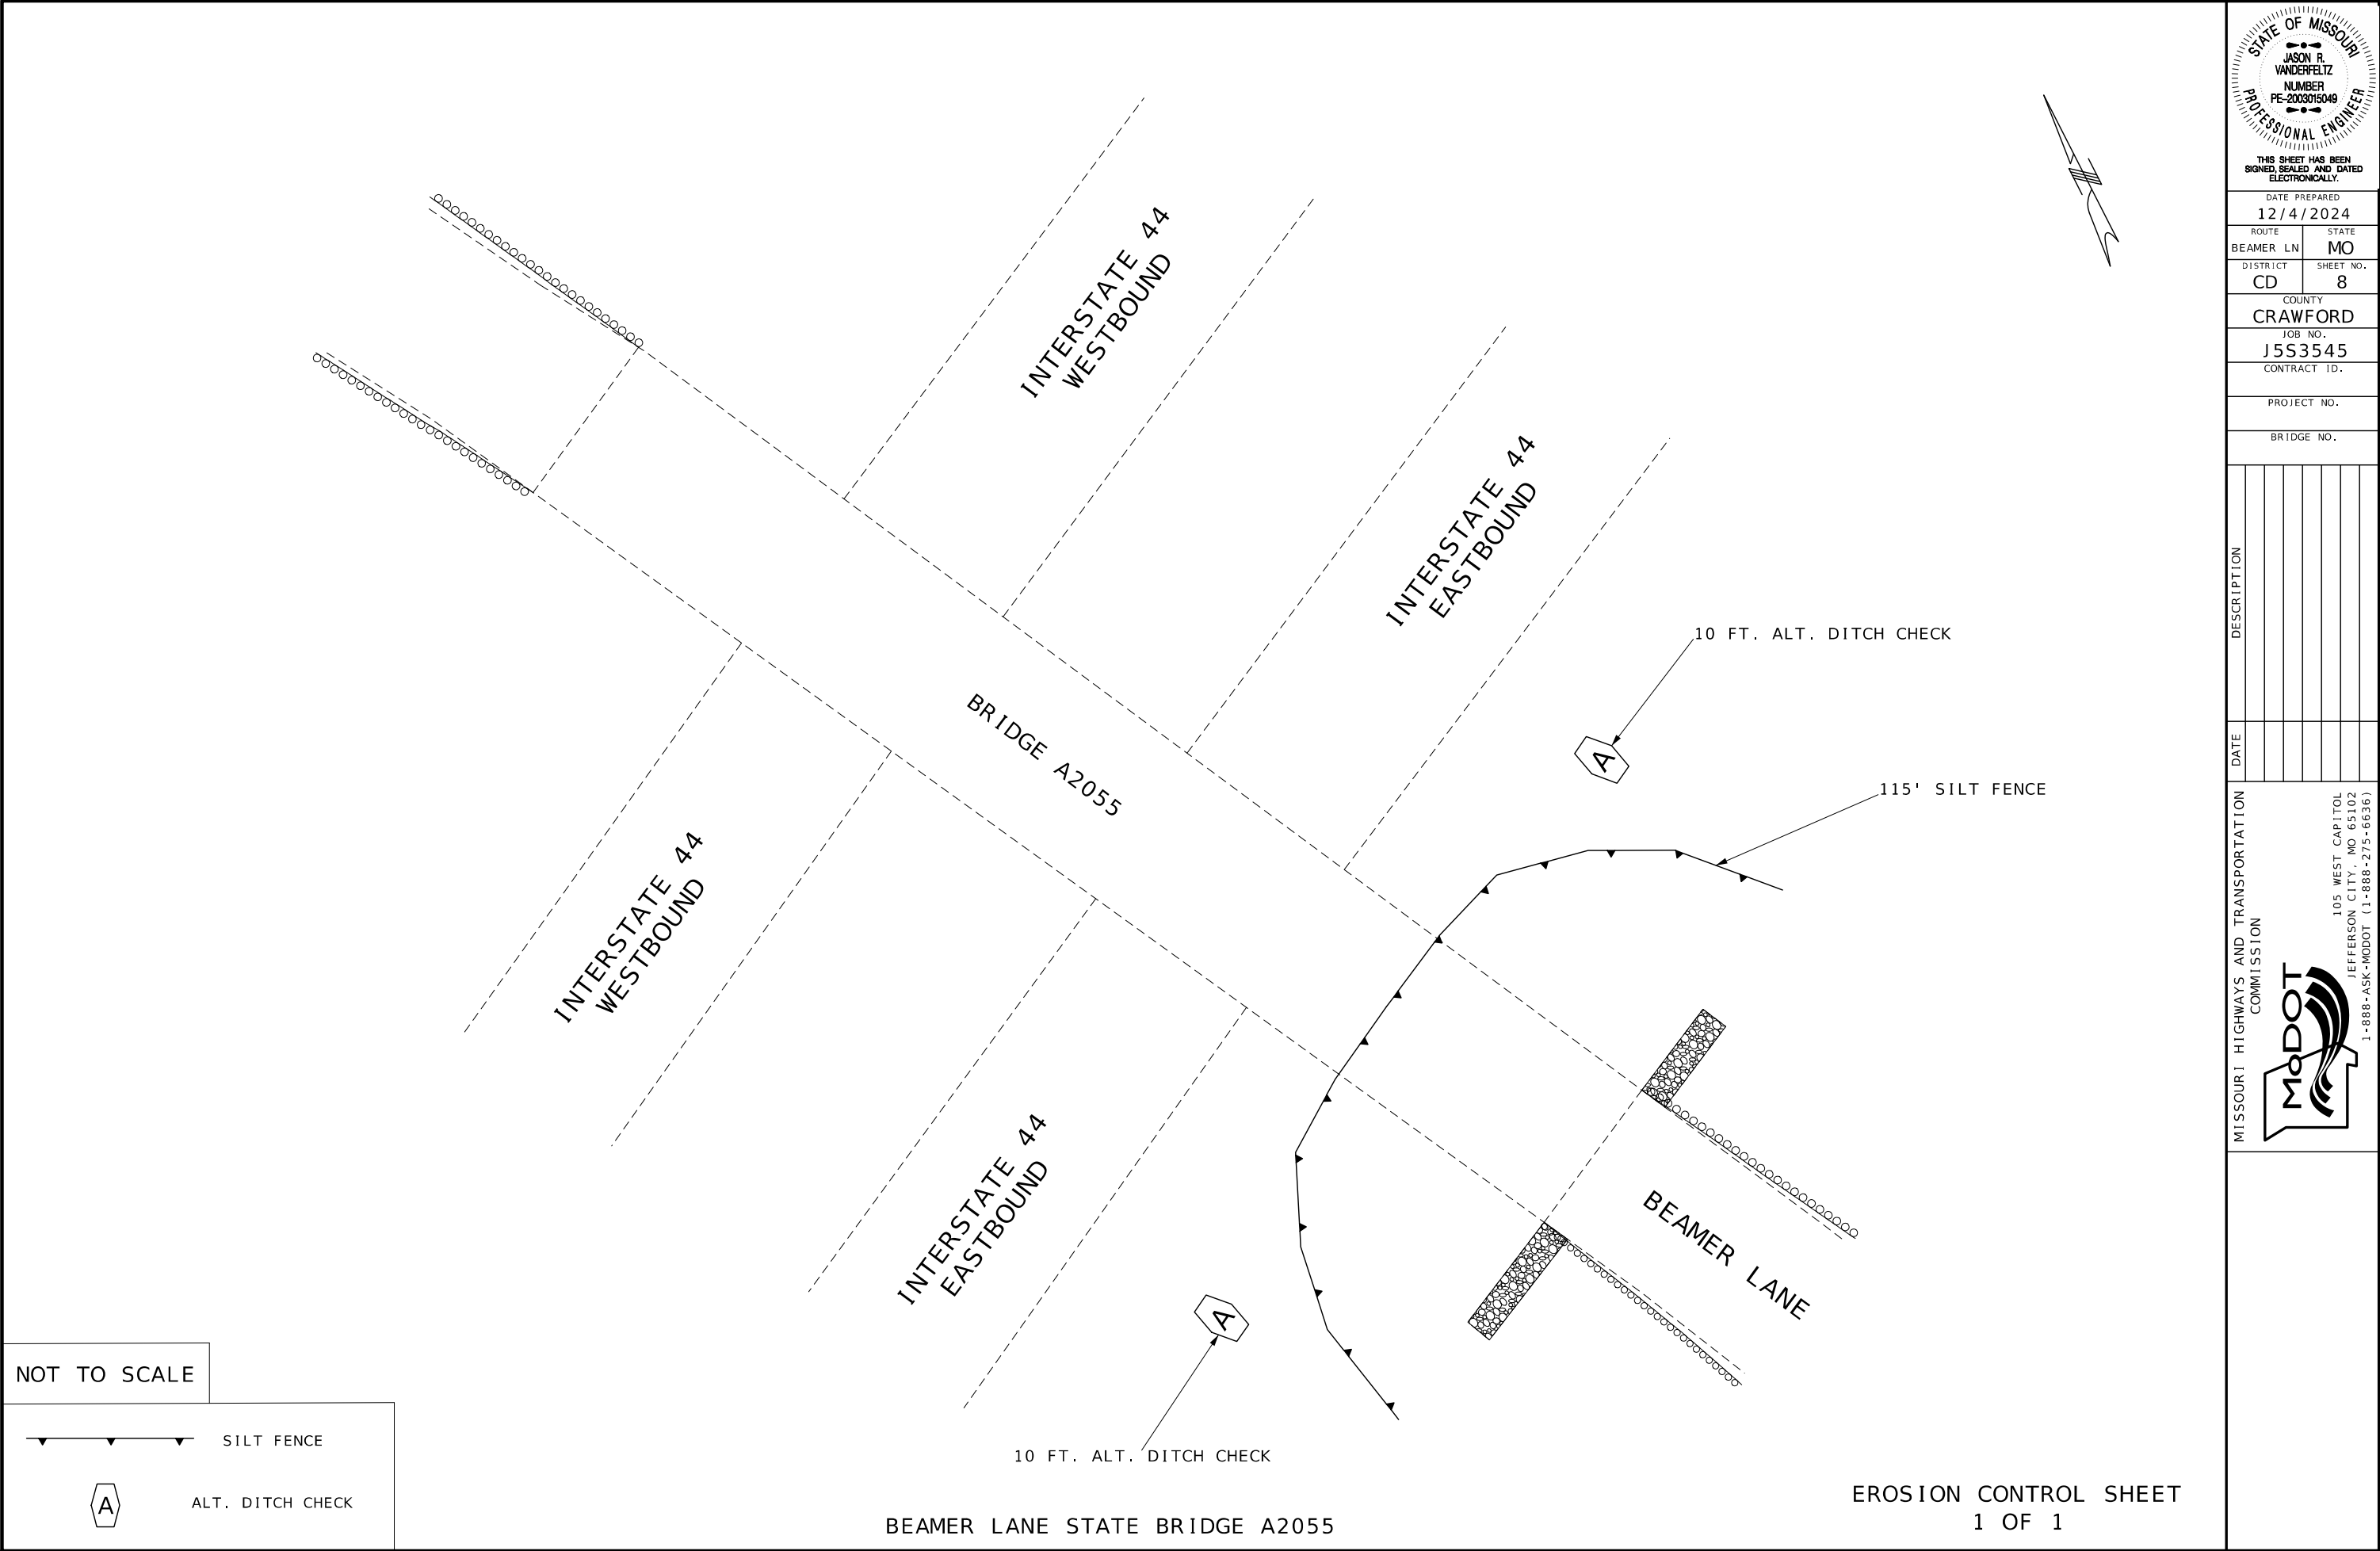 INTERSTATE 44
WESTBOUND
INTERSTATE 44
EASTBOUND
10 FT. ALT. DITCH CHECK
A
115' SILT FENCE
BRIDGE A2055
INTERSTATE 44
WESTBOUND
INTERSTATE 44
EASTBOUND
BEAMER LANE
A
10 FT. ALT. DITCH CHECK
NOT TO SCALE
SILT FENCE
A
ALT. DITCH CHECK
BEAMER LANE STATE BRIDGE A2055
EROSION CONTROL SHEET
1 OF 1
STATE OF MISSOURI
JASON R.
VANDERFELTZ
NUMBER
PE-2003015049
PROFESSIONAL ENGINEER
THIS SHEET HAS BEEN
SIGNED, SEALED AND DATED
ELECTRONICALLY.
DATE PREPARED
12/4/2024
ROUTE
BEAMER LN
STATE
MO
DISTRICT
CD
SHEET NO.
8
COUNTY
CRAWFORD
JOB NO.
J5S3545
CONTRACT ID.
PROJECT NO.
BRIDGE NO.
DESCRIPTION
DATE
MISSOURI HIGHWAYS AND TRANSPORTATION
COMMISSION
MoDOT
105 WEST CAPITOL
JEFFERSON CITY, MO 65102
1-888-ASK-MODOT (1-888-275-6636)